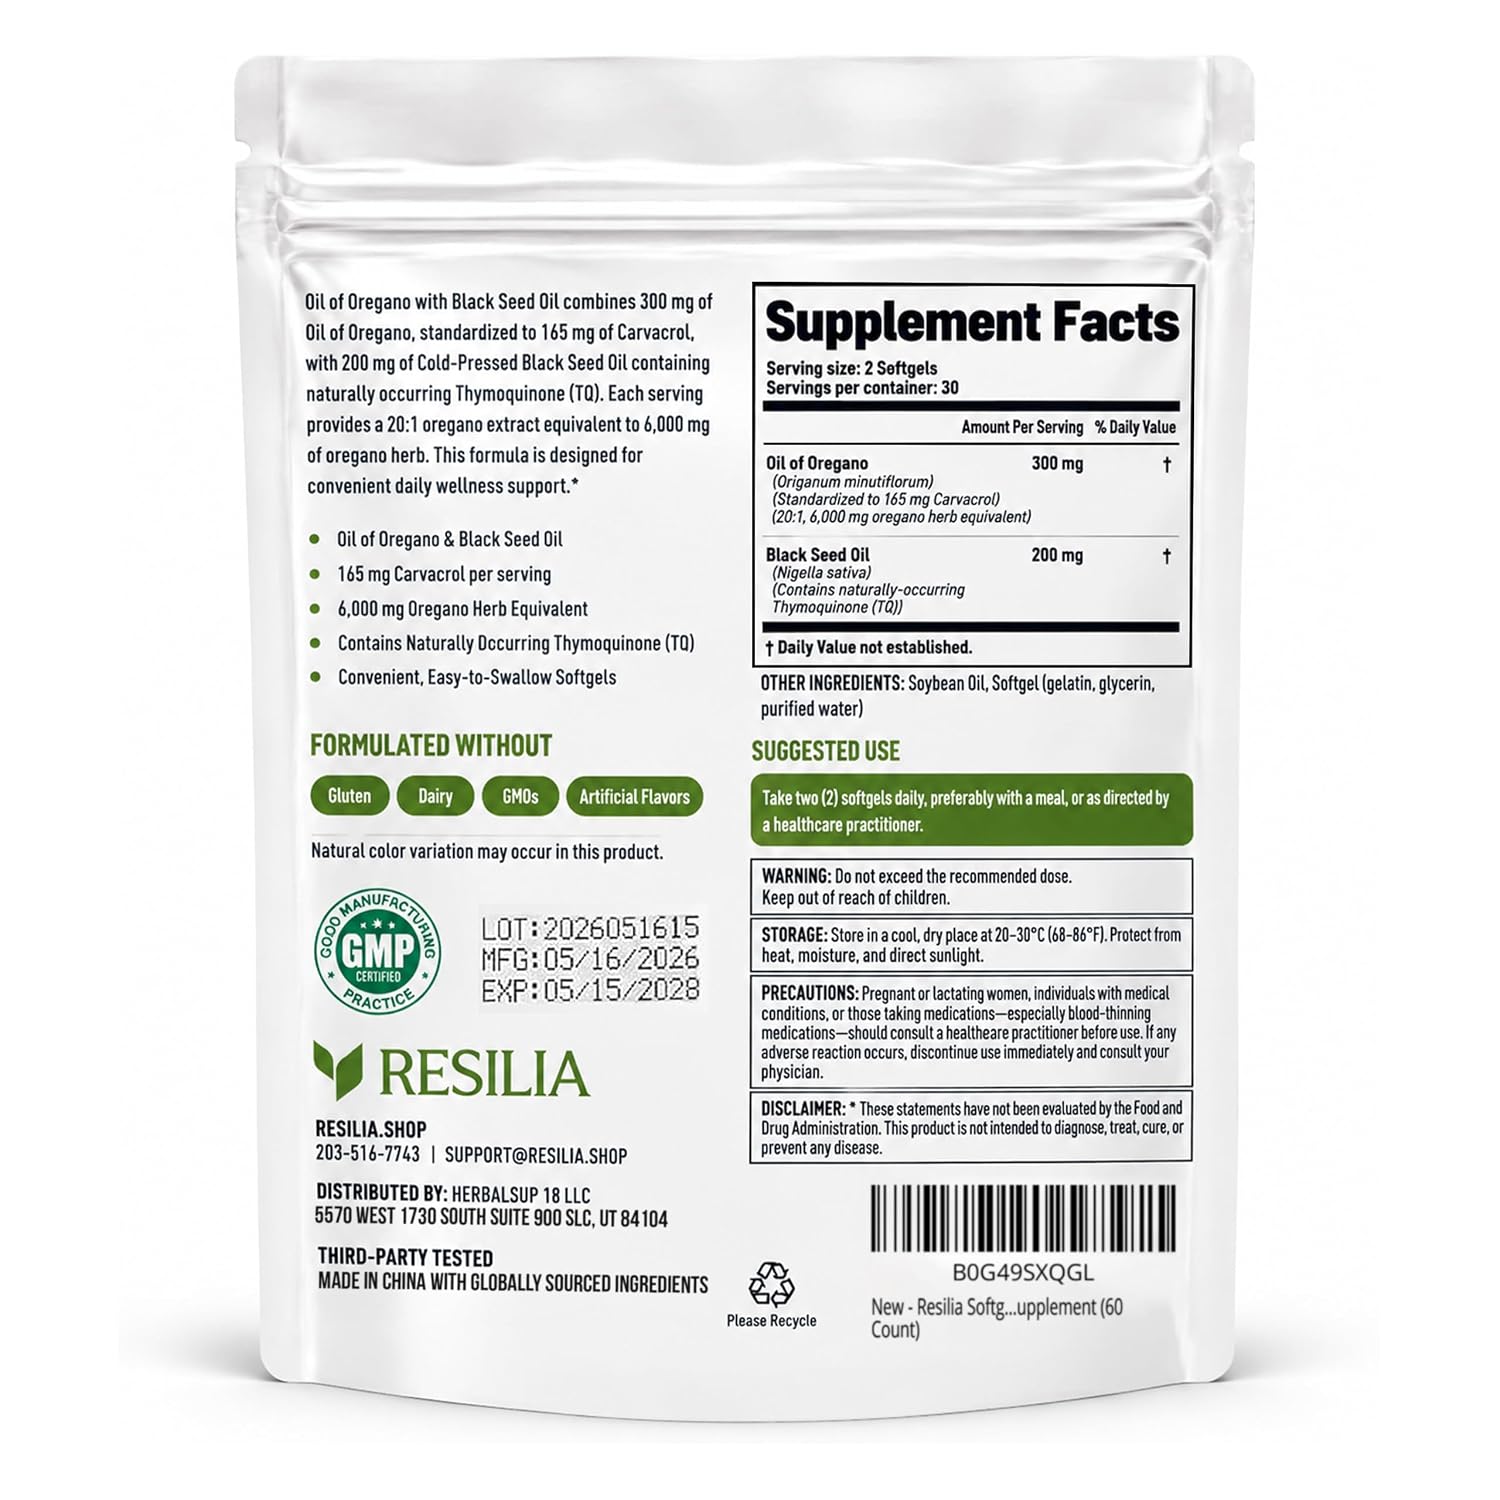 Oil of Oregano with Black Seed Oil combines 300 mg of
Oil of Oregano, standardized to 165 mg of Carvacrol,
with 200 mg of Cold-Pressed Black Seed Oil containing
naturally occurring Thymoquinone (TQ). Each serving
provides a 20:1 oregano extract equivalent to 6,000 mg
of oregano herb. This formula is designed for
convenient daily wellness support.*
Oil of Oregano & Black Seed Oil
165 mg Carvacrol per serving
6,000 mg Oregano Herb Equivalent
Contains Naturally Occurring Thymoquinone (TQ)
Convenient, Easy-to-Swallow Softgels
FORMULATED WITHOUT
Gluten
Dairy
GMOs
Artificial Flavors
Natural color variation may occur in this product.
GOOD MANUFACTURING
GMP
CERTIFIED
PRACTICE
LOT:2026051615
MFG:05/16/2026
EXP:05/15/2028
RESILIA
RESILIA.SHOP
203-516-7743 | SUPPORT@RESILIA.SHOP
DISTRIBUTED BY: HERBALSUP 18 LLC
5570 WEST 1730 SOUTH SUITE 900 SLC, UT 84104
THIRD-PARTY TESTED
MADE IN CHINA WITH GLOBALLY SOURCED INGREDIENTS
Supplement Facts
Serving size: 2 Softgels
Servings per container: 30
Amount Per Serving % Daily Value
Oil of Oregano 300 mg †
(Origanum minutiflorum)
(Standardized to 165 mg Carvacrol)
(20:1, 6,000 mg oregano herb equivalent)
Black Seed Oil 200 mg †
(Nigella sativa)
(Contains naturally-occurring
Thymoquinone (TQ))
† Daily Value not established.
OTHER INGREDIENTS: Soybean Oil, Softgel (gelatin, glycerin,
purified water)
SUGGESTED USE
Take two (2) softgels daily, preferably with a meal, or as directed by
a healthcare practitioner.
WARNING: Do not exceed the recommended dose.
Keep out of reach of children.
STORAGE: Store in a cool, dry place at 20–30°C (68–86°F). Protect from
heat, moisture, and direct sunlight.
PRECAUTIONS: Pregnant or lactating women, individuals with medical
conditions, or those taking medications—especially blood-thinning
medications—should consult a healtheare practitioner before use. If any
adverse reaction occurs, discontinue use immediately and consult your
physician.
DISCLAIMER: * These statements have not been evaluated by the Food and
Drug Administration. This product is not intended to diagnose, treat, cure, or
prevent any disease.
B0G49SXQGL
New - Resilia Softg...upplement (60
Count)
Please Recycle